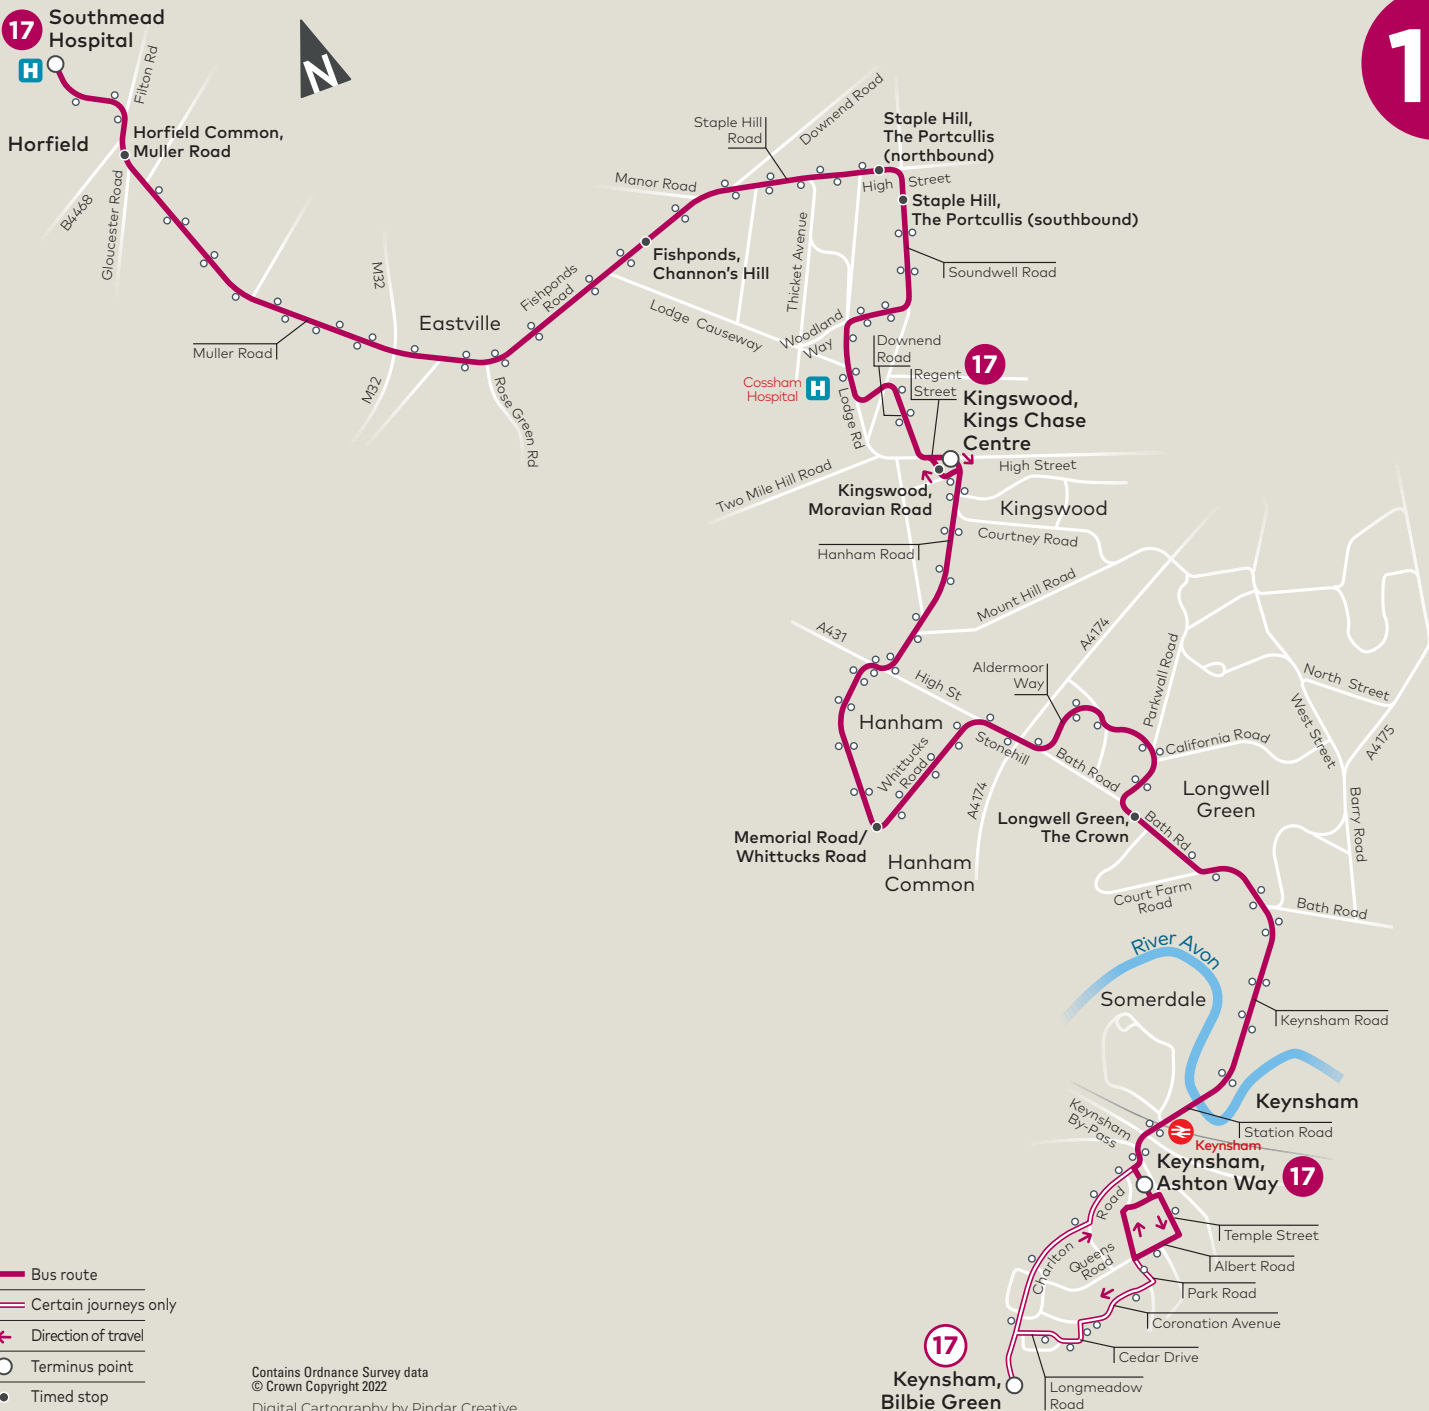 17
Southmead
Hospital
H
Filton Rd
N
1
Horfield
Horfield Common,
Muller Road
B4468
Gloucester Road
Muller Road
M32
M32
Eastville
Rose Green Rd
Fishponds
Road
Manor Road
Fishponds,
Channon's Hill
Lodge Causeway
Staple Hill
Road
Downend Road
Thicket Avenue
Staple Hill,
The Portcullis
(northbound)
High Street
Staple Hill,
The Portcullis (southbound)
Soundwell Road
Woodland
Way
Cossham
Hospital
H
Lodge Rd
Downend
Road
Regent
Street
17
Kingswood,
Kings Chase
Centre
High Street
Two Mile Hill Road
Kingswood,
Moravian Road
Kingswood
Courtney Road
Hanham Road
Mount Hill Road
A431
High St
Hanham
Aldermoor
Way
A4174
Parkwall Road
North Street
West Street
A4175
California Road
Whittucks
Road
Stonehill
Bath Road
A4174
Longwell
Green
Barry Road
Longwell Green,
The Crown
Bath Rd
Memorial Road/
Whittucks Road
Hanham
Common
Court Farm
Road
Bath Road
River Avon
Somerdale
Keynsham Road
Keynsham
Keynsham
By-Pass
Station Road
Keynsham
Keynsham,
Ashton Way
17
Charlton Road
Queens
Road
Temple Street
Albert Road
Park Road
Coronation Avenue
Cedar Drive
Longmeadow
Road
17
Keynsham,
Bilbie Green
Bus route
Certain journeys only
Direction of travel
Terminus point
Timed stop
Contains Ordnance Survey data
© Crown Copyright 2022
Digital Cartography by Pindar Creative